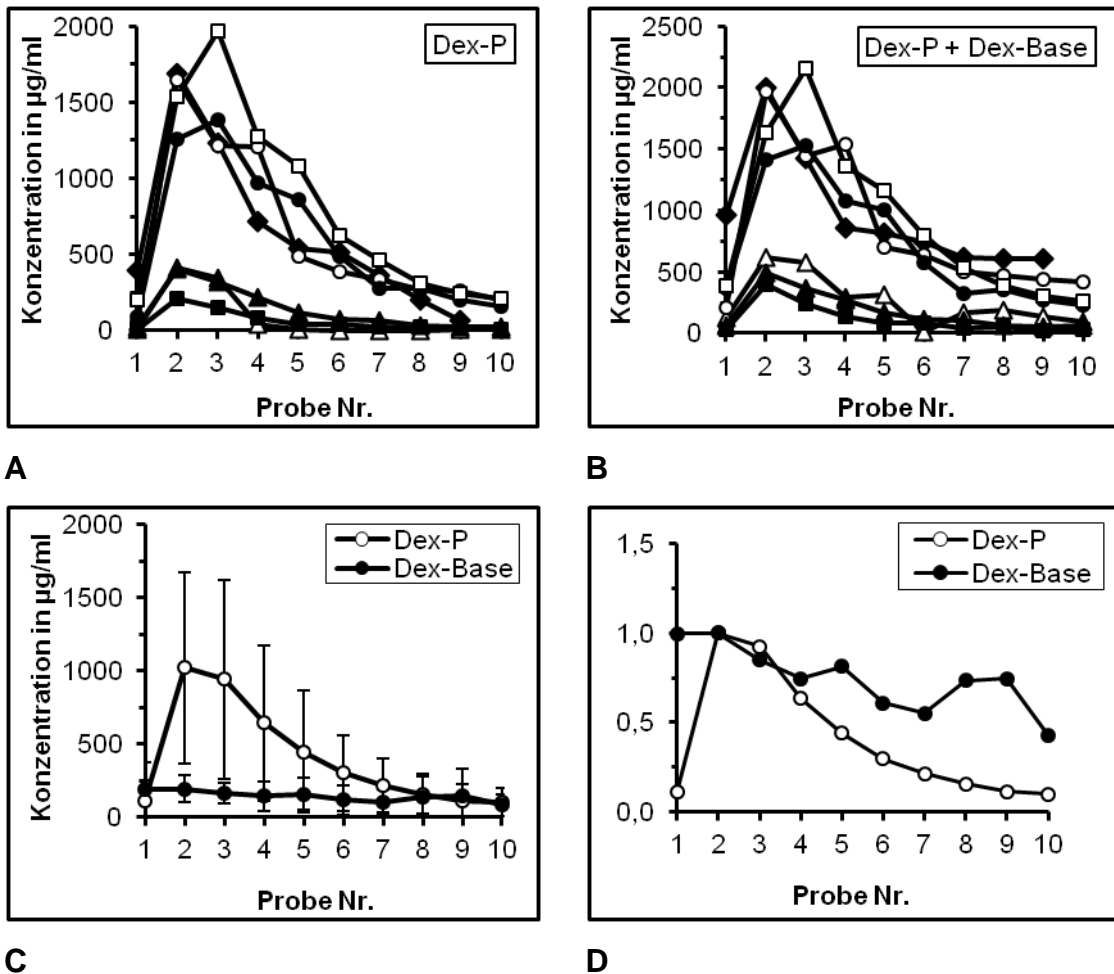 Dex-P
Konzentration in µg/ml
2000
1500
1000
500
0
1 2 3 4 5 6 7 8 9 10
Probe Nr.
A
Dex-P + Dex-Base
Konzentration in µg/ml
2500
2000
1500
1000
500
0
1 2 3 4 5 6 7 8 9 10
Probe Nr.
B
Dex-P
Dex-Base
Konzentration in µg/ml
2000
1500
1000
500
0
1 2 3 4 5 6 7 8 9 10
Probe Nr.
C
Dex-P
Dex-Base
1,5
1,0
0,5
0,0
1 2 3 4 5 6 7 8 9 10
Probe Nr.
D